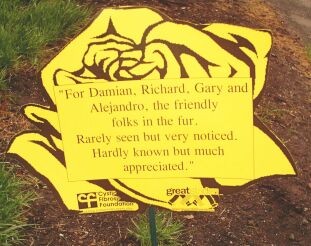 "For Damian, Richard, Gary and
Alejandro, the friendly
folks in the fur.
Rarely seen but very noticed.
Hardly known but much
appreciated."
cf Cystic
Fibrosis
Foundation
great